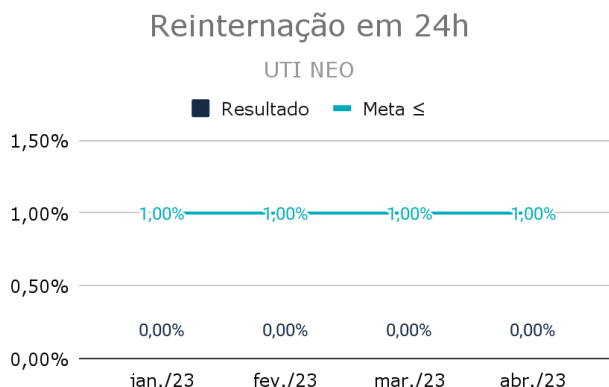 Reinternação em 24h
UTI NEO
Resultado Meta ≤
1,50%
1,00% 1,00% 1,00% 1,00% 1,00%
0,50%
0,00% 0,00% 0,00% 0,00%
0,00%
jan./23 fev./23 mar./23 abr./23